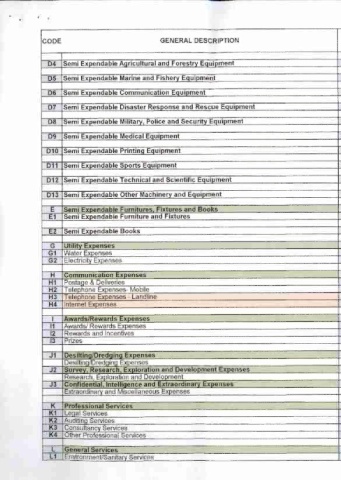 CODE GENERAL DESCRIPTION
D4 Semi Expendable Agricultural and Forestry Equipment
D5 Semi Expendable Marine and Fishery Equipment
D6 Semi Expendable Communication Equipment
D7 Semi Expendable Disaster Response and Rescue Equipment
D8 Semi Expendable Military, Police and Security Equipment
D9 Semi Expendable Medical Equipment
D10 Semi Expendable Printing Equipment
D11 Semi Expendable Sports Equipment
D12 Semi Expendable Technical and Scientific Equipment
D13 Semi Expendable Other Machinery and Equipment
E Semi Expendable Furnitures, Fixtures and Books
E1 Semi Expendable Furniture and Fixtures
E2 Semi Expendable Books
G Utility Expenses
G1 Water Expenses
G2 Electricity Expenses
H Communication Expenses
H1 Postage & Deliveries
H2 Telephone Expenses- Mobile
H3 Telephone Expenses - Landline
H4 Internet Expenses
I Awards/Rewards Expenses
I1 Awards/ Rewards Expenses
I2 Rewards and Incentives
I3 Prizes
J1 Desilting/Dredging Expenses
Desilting/Dredging Expenses
J2 Survey, Research, Exploration and Development Expenses
Research, Exploration and Development
J3 Confidential, Intelligence and Extraordinary Expenses
Extraordinary and Miscellaneous Expenses
K Professional Services
K1 Legal Services
K2 Auditing Services
K3 Consultancy Services
K4 Other Professional Services
L General Services
L1 Environment/Sanitary Services